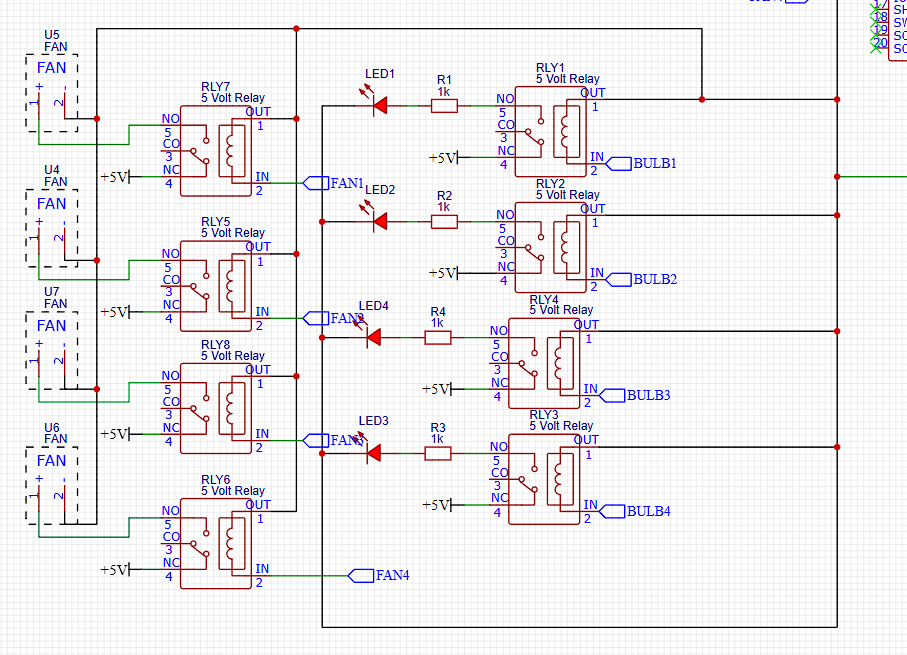 U5
FAN
FAN
+ -
1 2
RLY7
5 Volt Relay
NO
5
CO
3
NC
4
OUT
1
IN
2
+5V
FAN1
U4
FAN
FAN
+ -
1 2
RLY5
5 Volt Relay
NO
5
CO
3
NC
4
OUT
1
IN
2
+5V
FAN2
U7
FAN
FAN
+ -
1 2
RLY8
5 Volt Relay
NO
5
CO
3
NC
4
OUT
1
IN
2
+5V
FAN3
U6
FAN
FAN
+ -
1 2
RLY6
5 Volt Relay
NO
5
CO
3
NC
4
OUT
1
IN
2
+5V
FAN4
LED1
R1
1k
RLY1
5 Volt Relay
NO
5
CO
3
NC
4
OUT
1
IN
2
+5V
BULB1
LED2
R2
1k
RLY2
5 Volt Relay
NO
5
CO
3
NC
4
OUT
1
IN
2
+5V
BULB2
LED4
R4
1k
RLY4
5 Volt Relay
NO
5
CO
3
NC
4
OUT
1
IN
2
+5V
BULB3
LED3
R3
1k
RLY3
5 Volt Relay
NO
5
CO
3
NC
4
OUT
1
IN
2
+5V
BULB4
17 SH
18 SW
19 SC
20 SC